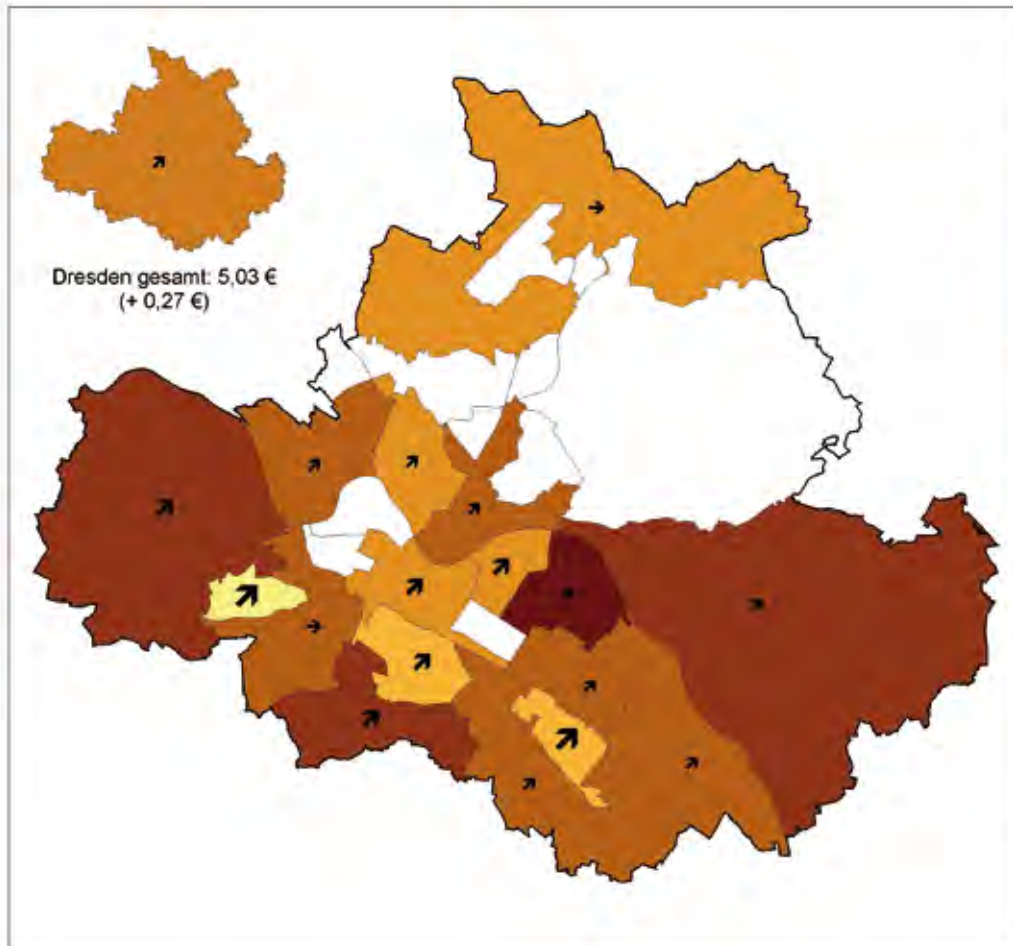 Dresden gesamt: 5,03 €
(+ 0,27 €)